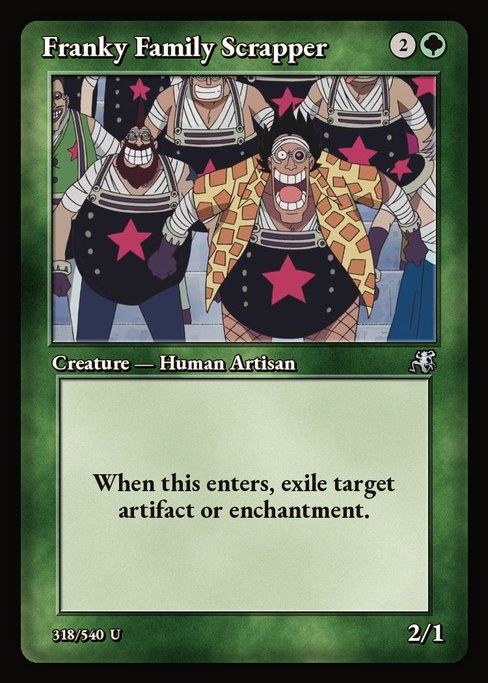 Franky Family Scrapper 2
Creature — Human Artisan
When this enters, exile target
artifact or enchantment.
318/540 U 2/1